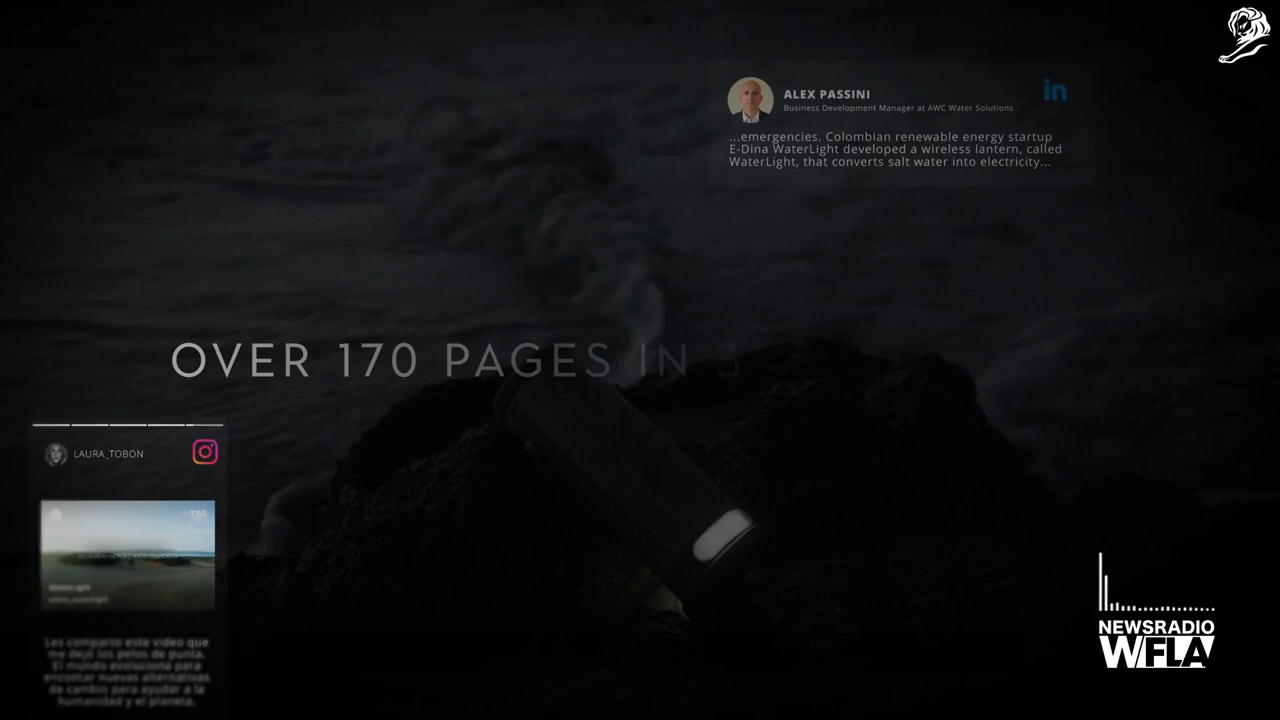 ALEX PASSINI
Business Development Manager at AWC Water Solutions
...emergencies. Colombian renewable energy startup
E-Dina WaterLight developed a wireless lantern, called
WaterLight, that converts salt water into electricity...
OVER 170 PAGES IN 3
LAURA_TOBON
WaterLight
Les comparto este video que
me dejó los pelos de punta.
El mundo evoluciona para
encontar nuevas alternativas
de cambio para ayudar a la
humanidad y el planeta.
NEWSRADIO
WFLA